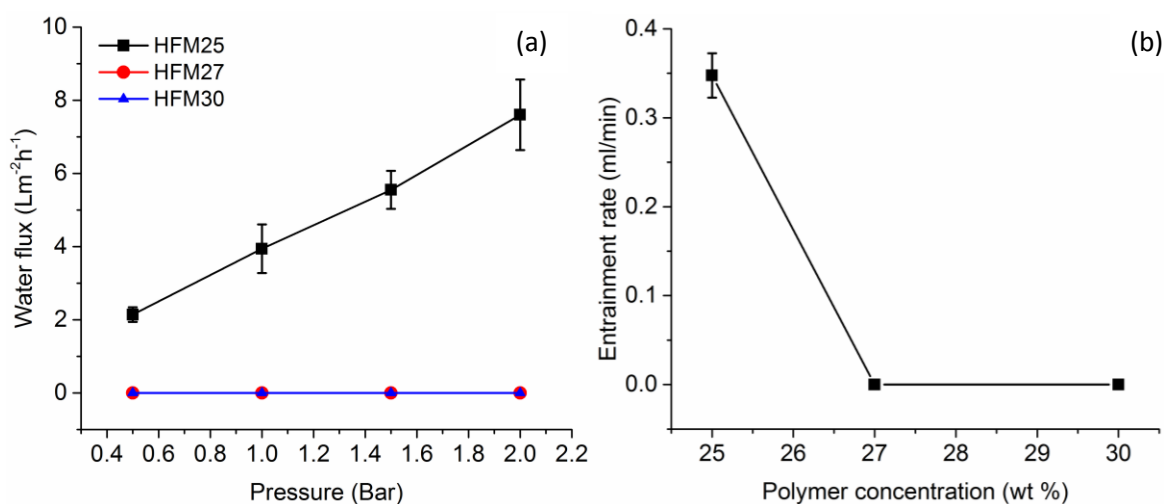 (a)
HFM25
HFM27
HFM30
Water flux (Lm⁻²h⁻¹)
10
8
6
4
2
0
0.4 0.6 0.8 1.0 1.2 1.4 1.6 1.8 2.0 2.2
Pressure (Bar)
(b)
Entrainment rate (ml/min)
0.4
0.3
0.2
0.1
0.0
25 26 27 28 29 30
Polymer concentration (wt %)